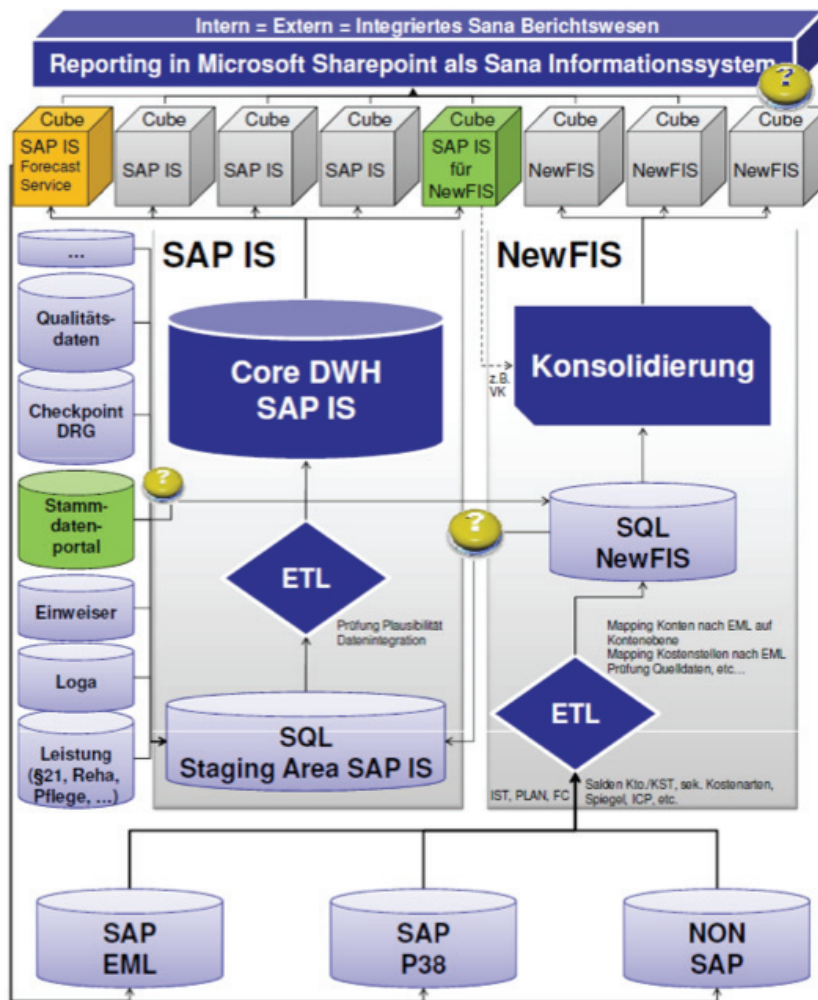 Intern = Extern = Integriertes Sana Berichtswesen
Reporting in Microsoft Sharepoint als Sana Informationssystem
?
Cube
SAP IS
Forecast
Service
Cube
SAP IS
Cube
SAP IS
Cube
SAP IS
Cube
SAP IS
für
NewFIS
Cube
NewFIS
Cube
NewFIS
Cube
NewFIS
SAP IS
NewFIS
...
Qualitäts-
daten
Checkpoint
DRG
Stamm-
daten-
portal
Einweiser
Loga
Leistung
(§21, Reha,
Pflege, ...)
Core DWH
SAP IS
?
ETL
Prüfung Plausibilität
Datenintegration
SQL
Staging Area SAP IS
z.B.
VK
Konsolidierung
?
SQL
NewFIS
Mapping Konten nach EML auf
Kontenebene
Mapping Kostenstellen nach EML
Prüfung Quelldaten, etc...
ETL
IST, PLAN, FC
Salden Kto./KST, sek. Kostenarten,
Spiegel, ICP, etc.
SAP
EML
SAP
P38
NON
SAP